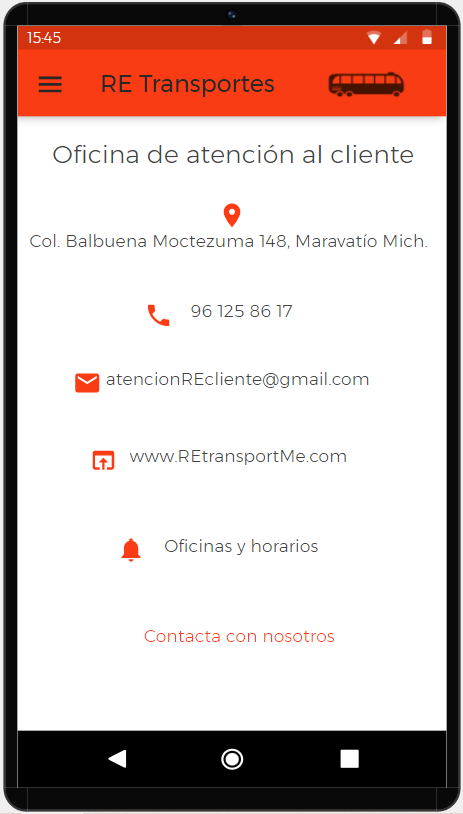 15:45
RE Transportes
Oficina de atención al cliente
Col. Balbuena Moctezuma 148, Maravatío Mich.
96 125 86 17
atencionREcliente@gmail.com
www.REtransportMe.com
Oficinas y horarios
Contacta con nosotros